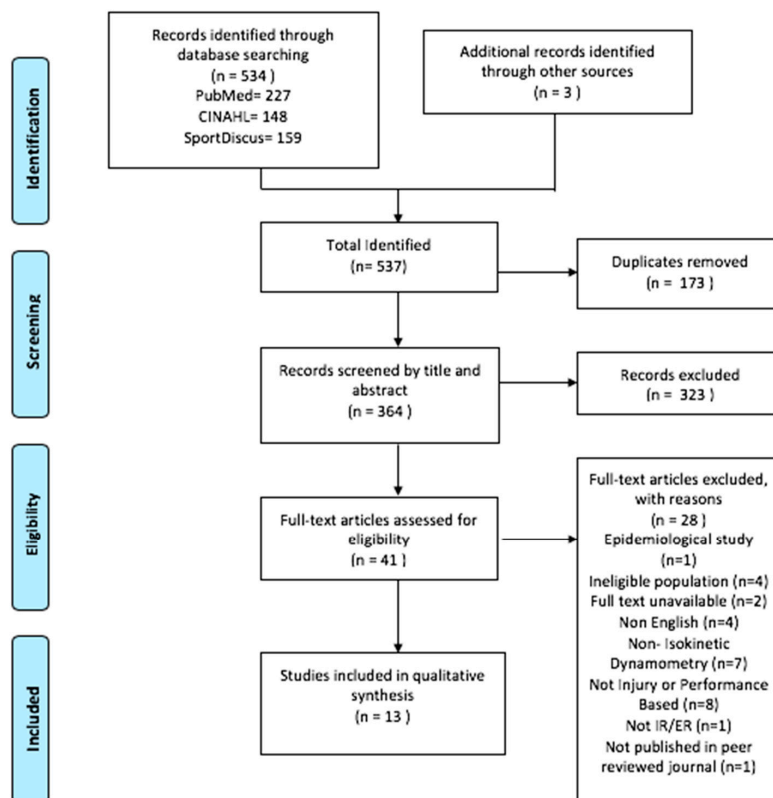 Identification
Records identified through
database searching
(n = 534 )
PubMed= 227
CINAHL= 148
SportDiscus= 159
Additional records identified
through other sources
(n = 3 )
Total Identified
(n= 537)
Duplicates removed
(n = 173 )
Screening
Records screened by title and
abstract
(n = 364 )
Records excluded
(n = 323 )
Eligibility
Full-text articles assessed for
eligibility
(n = 41 )
Full-text articles excluded,
with reasons
(n = 28 )
Epidemiological study
(n=1)
Ineligible population (n=4)
Full text unavailable (n=2)
Non English (n=4)
Non- Isokinetic
Dynamometry (n=7)
Not Injury or Performance
Based (n=8)
Not IR/ER (n=1)
Not published in peer
reviewed journal (n=1)
Included
Studies included in qualitative
synthesis
(n = 13 )